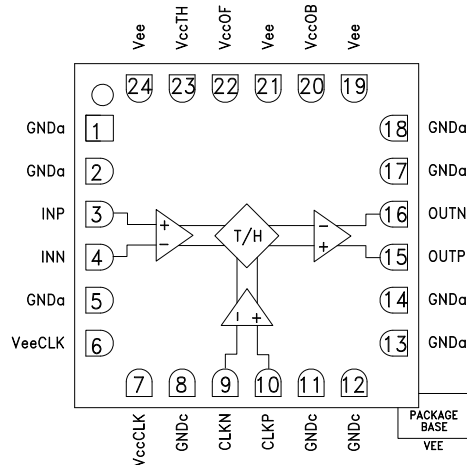 Vee VccTH VccOF Vee VccOB Vee
24 23 22 21 20 19
GNDa 1 18 GNDa
GNDa 2 17 GNDa
INP 3 + T/H − 16 OUTN
INN 4 − + 15 OUTP
GNDa 5 14 GNDa
− +
VeeCLK 6 13 GNDa
7 8 9 10 11 12
VccCLK GNDc CLKN CLKP GNDc GNDc
PACKAGE
BASE
VEE